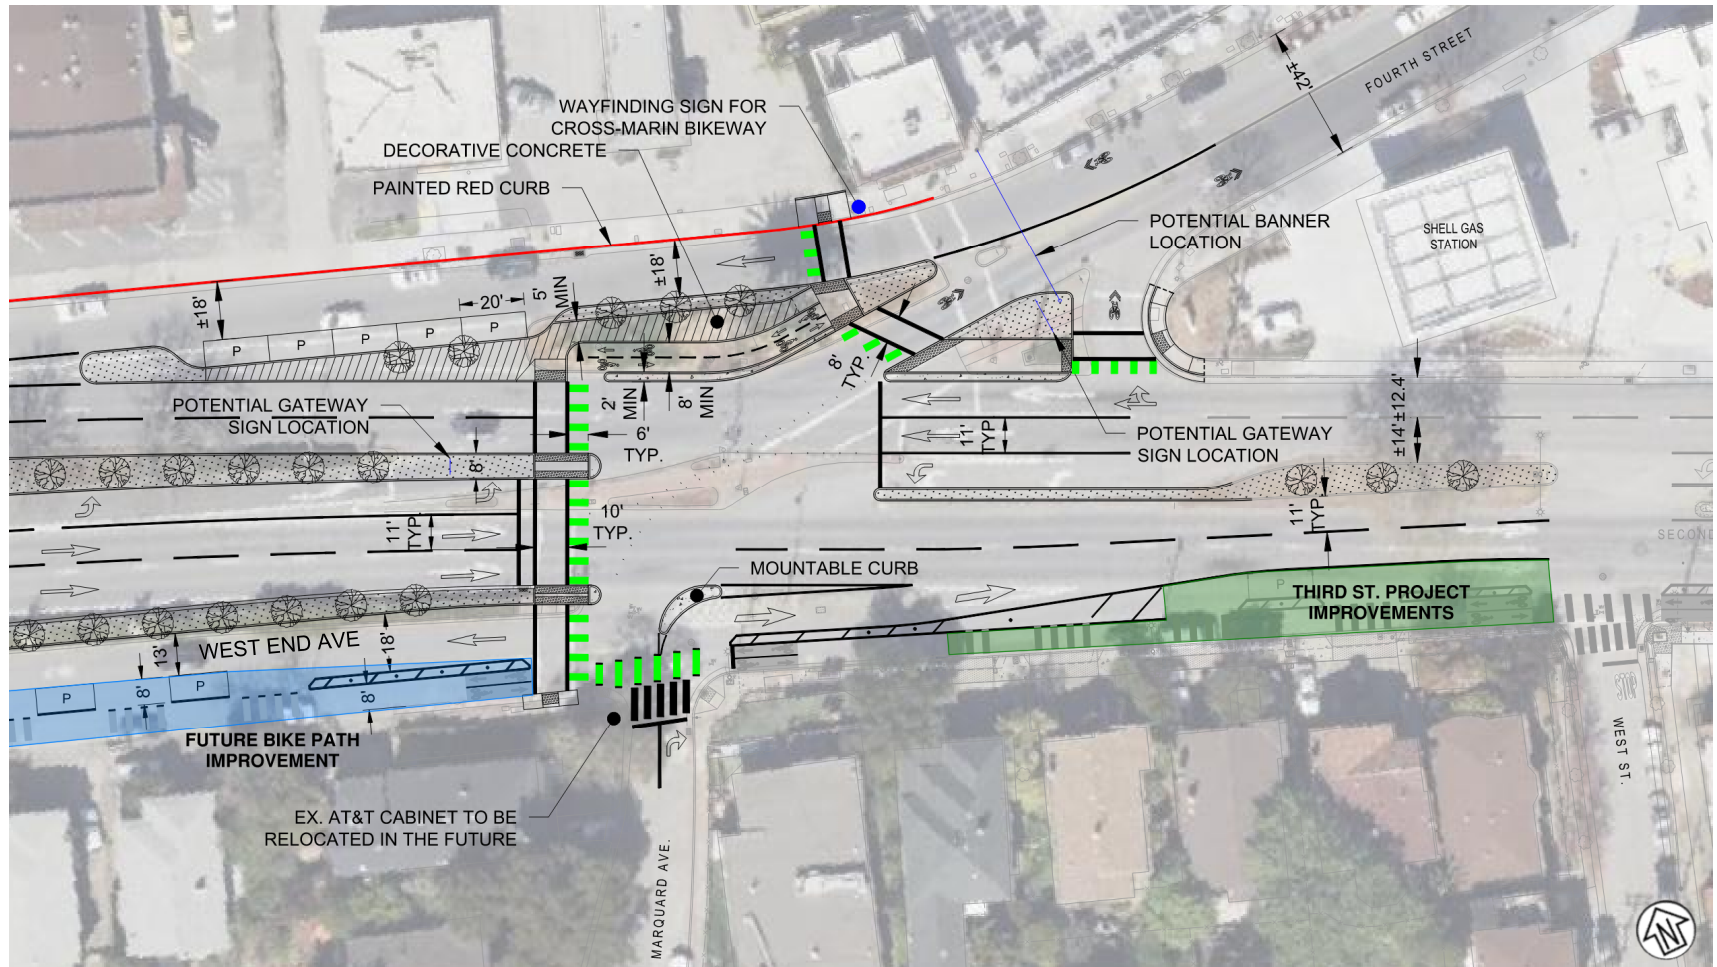 WAYFINDING SIGN FOR
CROSS-MARIN BIKEWAY
DECORATIVE CONCRETE
PAINTED RED CURB
±42'
FOURTH STREET
POTENTIAL BANNER
LOCATION
SHELL GAS
STATION
±18'
±18'
20'
5'
MIN
P
P
P
P
P
8'
TYP.
2'
MIN
8'
MIN
POTENTIAL GATEWAY
SIGN LOCATION
8'
6'
TYP.
11'
TYP
POTENTIAL GATEWAY
SIGN LOCATION
±14'±12.4'
11'
TYP.
10'
TYP.
11'
TYP
SECOND
MOUNTABLE CURB
THIRD ST. PROJECT
IMPROVEMENTS
P
WEST END AVE
13'
18'
P
8'
P
8'
FUTURE BIKE PATH
IMPROVEMENT
EX. AT&T CABINET TO BE
RELOCATED IN THE FUTURE
MARQUARD AVE.
WEST ST.
N